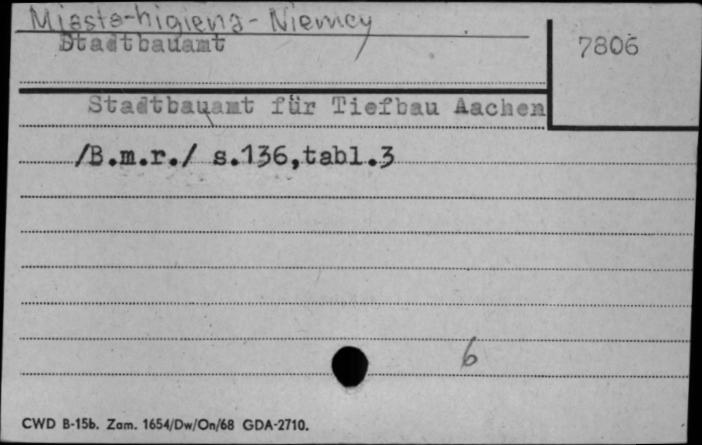 Miasta-higiena-Niemcy
Stadtbauamt
7806
Stadtbauamt für Tiefbau Aachen
/B.m.r./ s.136,tabl.3
6
CWD B-15b. Zam. 1654/Dw/On/68 GDA-2710.